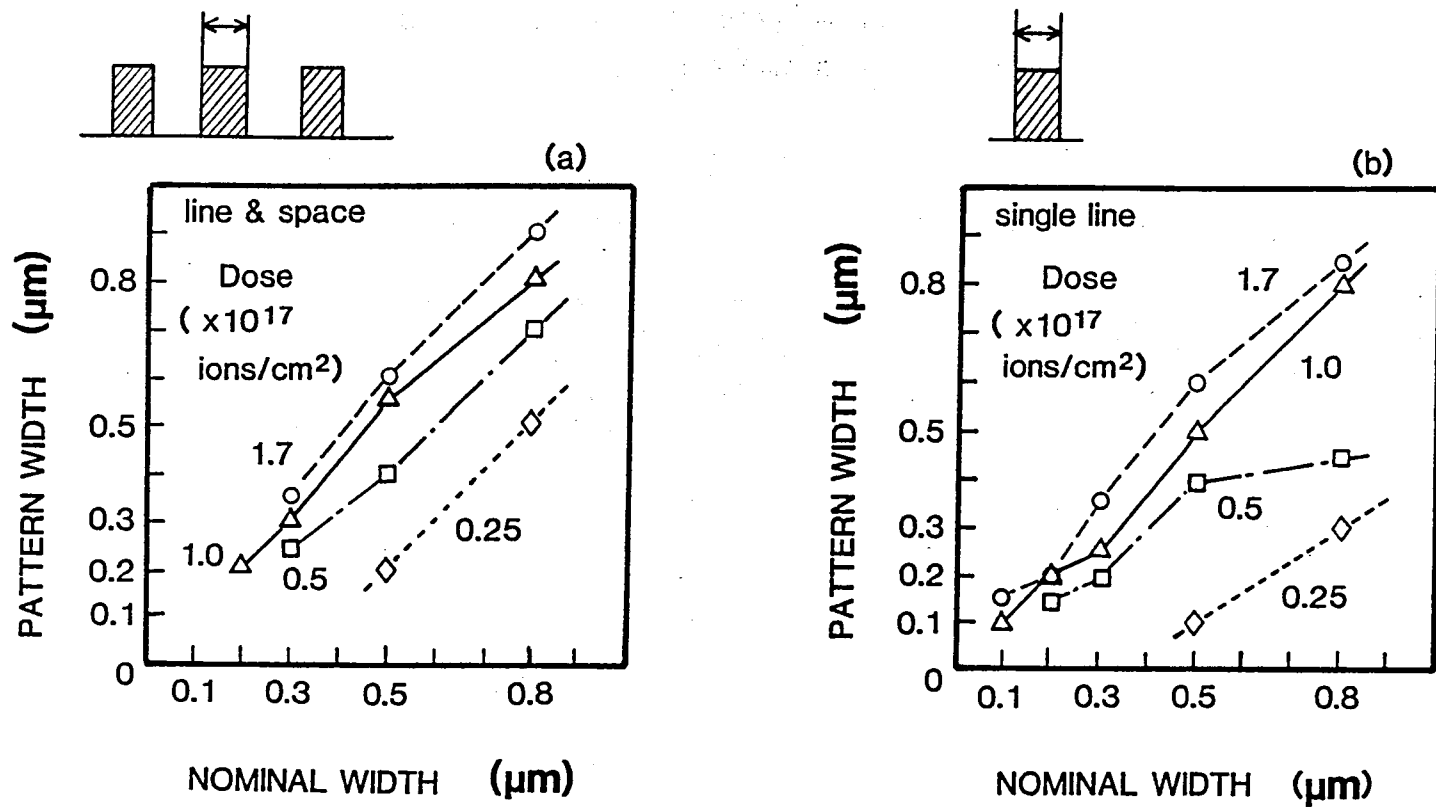 (a)
line & space
Dose
( x10¹⁷
ions/cm²)
PATTERN WIDTH (µm)
0.8
0.5
0.3
0.2
0.1
0
1.7
1.0
0.5
0.25
0.1 0.3 0.5 0.8
NOMINAL WIDTH (µm)
(b)
single line
Dose
( x10¹⁷
ions/cm²)
PATTERN WIDTH (µm)
0.8
0.5
0.3
0.2
0.1
0
1.7
1.0
0.5
0.25
0.1 0.3 0.5 0.8
NOMINAL WIDTH (µm)